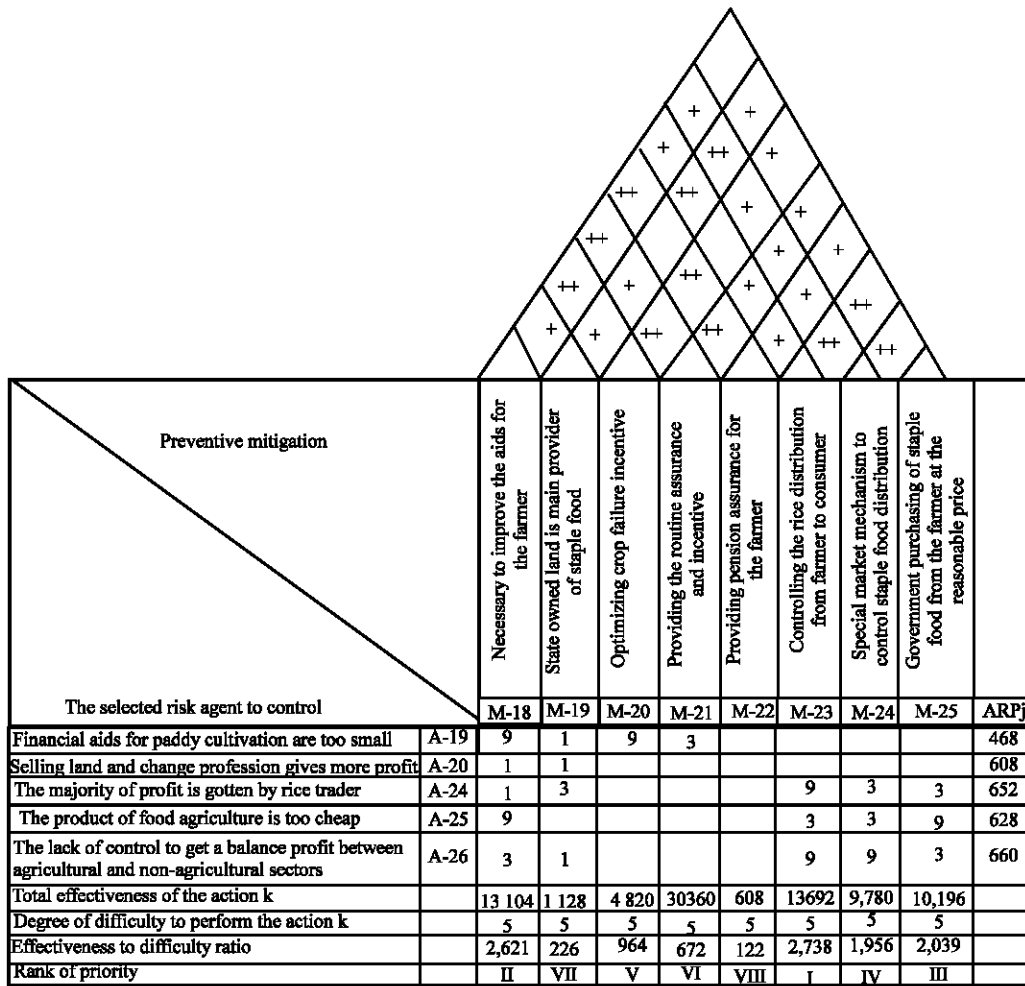 + +
+ ++ +
++ ++ + +
++ + +
++ + ++ + ++
+ + ++ ++ + ++ ++
Preventive mitigation
Necessary to improve the aids for
the farmer
State owned land is main provider
of staple food
Optimizing crop failure incentive
Providing the routine assurance
and incentive
Providing pension assurance for
the farmer
Controlling the rice distribution
from farmer to consumer
Special market mechanism to
control staple food distribution
Government purchasing of staple
food from the farmer at the
reasonable price
The selected risk agent to control M-18 M-19 M-20 M-21 M-22 M-23 M-24 M-25 ARPj
Financial aids for paddy cultivation are too small A-19 9 1 9 3 468
Selling land and change profession gives more profit A-20 1 1 608
The majority of profit is gotten by rice trader A-24 1 3 9 3 3 652
The product of food agriculture is too cheap A-25 9 3 3 9 628
The lack of control to get a balance profit between
agricultural and non-agricultural sectors A-26 3 1 9 9 3 660
Total effectiveness of the action k 13 104 1 128 4 820 30360 608 13692 9,780 10,196
Degree of difficulty to perform the action k 5 5 5 5 5 5 5 5
Effectiveness to difficulty ratio 2,621 226 964 672 122 2,738 1,956 2,039
Rank of priority II VII V VI VIII I IV III